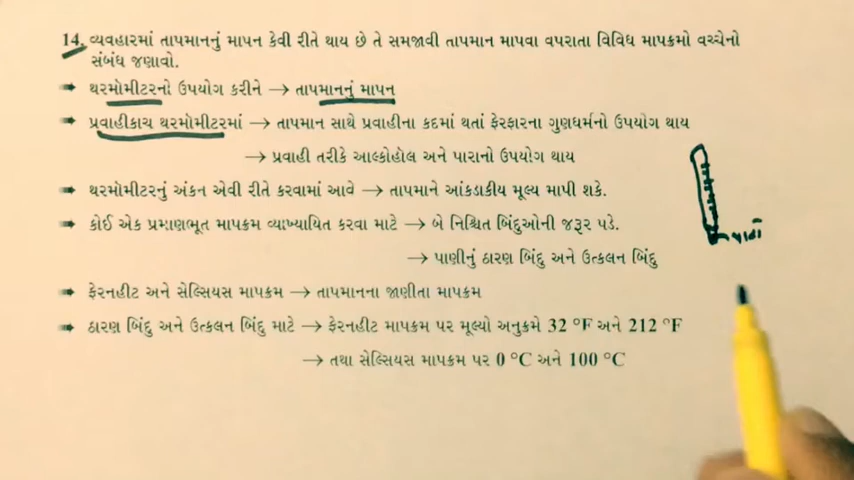 14. વ્યવહારમાં તાપમાનનું માપન કેવી રીતે થાય છે તે સમજાવી તાપમાન માપવા વપરાતા વિવિધ માપક્રમો વચ્ચેનો
સંબંધ જણાવો.
➠ થરમૉમીટરનો ઉપયોગ કરીને → તાપમાનનું માપન
➠ પ્રવાહીકાચ થરમૉમીટરમાં → તાપમાન સાથે પ્રવાહીના કદમાં થતાં ફેરફારના ગુણધર્મનો ઉપયોગ થાય
→ પ્રવાહી તરીકે આલ્કોહોલ અને પારાનો ઉપયોગ થાય
➠ થરમૉમીટરનું અંકન એવી રીતે કરવામાં આવે → તાપમાને આંકડાકીય મૂલ્ય માપી શકે.
➠ કોઈ એક પ્રમાણભૂત માપક્રમ વ્યાખ્યાયિત કરવા માટે → બે નિશ્ચિત બિંદુઓની જરૂર પડે.
→ પાણીનું ઠારણ બિંદુ અને ઉત્કલન બિંદુ
➠ ફેરનહીટ અને સેલ્સિયસ માપક્રમ → તાપમાનના જાણીતા માપક્રમ
➠ ઠારણ બિંદુ અને ઉત્કલન બિંદુ માટે → ફેરનહીટ માપક્રમ પર મૂલ્યો અનુક્રમે 32 °F અને 212 °F
→ તથા સેલ્સિયસ માપક્રમ પર 0 °C અને 100 °C